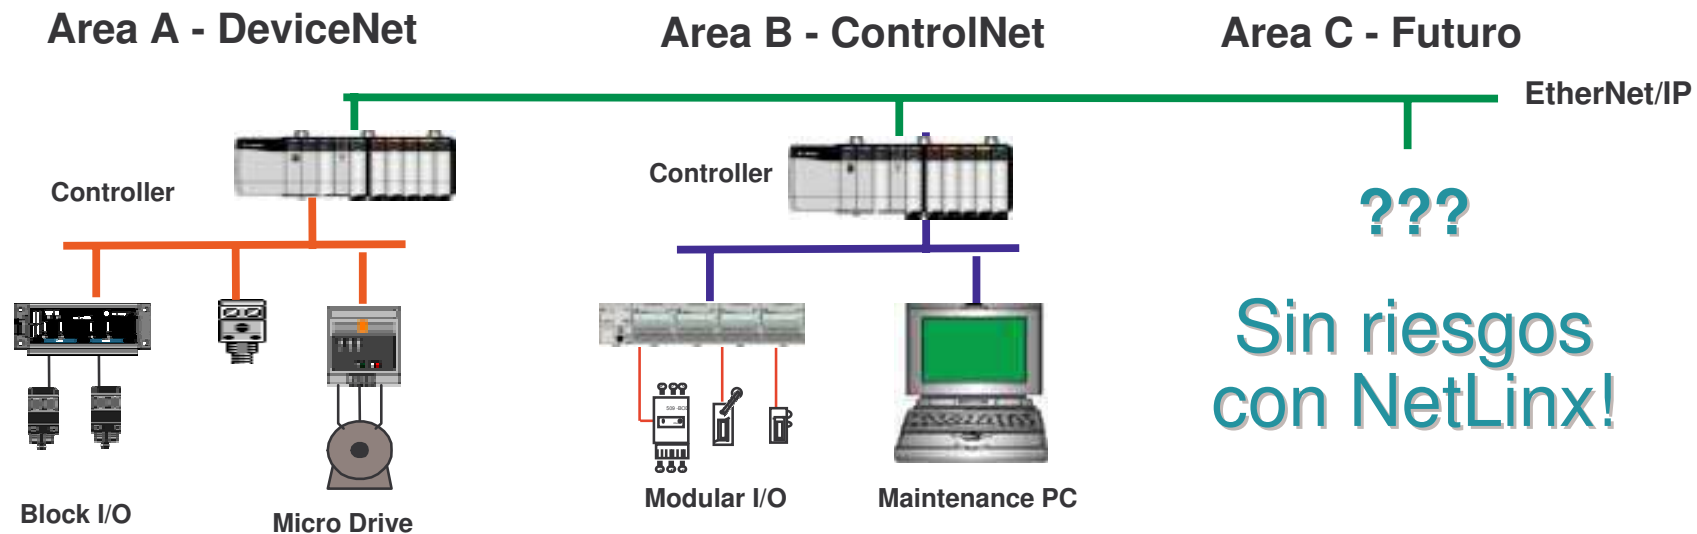 Area A - DeviceNet
Area B - ControlNet
Area C - Futuro
EtherNet/IP
Controller
Controller
???
Sin riesgos
con NetLinx!
Block I/O
Micro Drive
Modular I/O
Maintenance PC